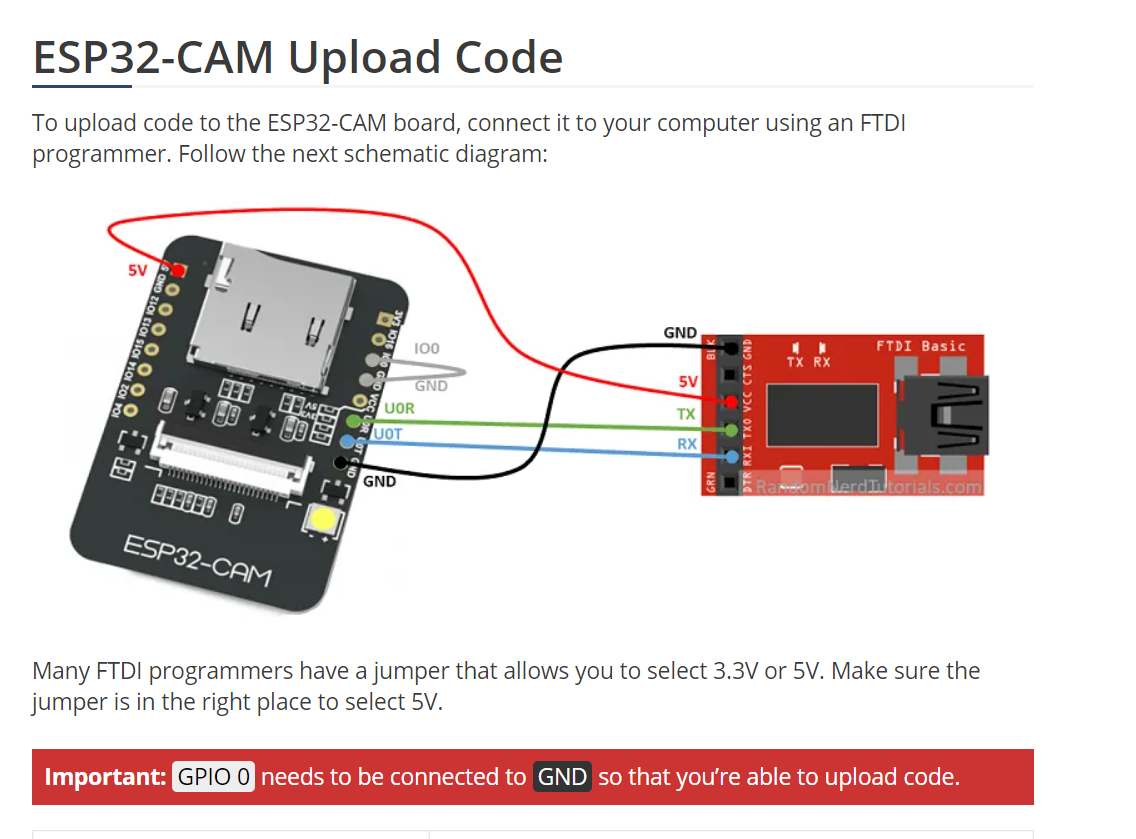 ESP32-CAM Upload Code
To upload code to the ESP32-CAM board, connect it to your computer using an FTDI
programmer. Follow the next schematic diagram:
5V
GND
IO12
IO13
IO15
IO14
IO2
IO4
3V3
IO16
IO0
GND
VCC
U0R
U0T
GND
IO0
GND
U0R
U0T
GND
ESP32-CAM
GND
5V
TX
RX
BLK
GRN
GND
CTS
VCC
TXO
RXI
DTR
TX RX
FTDI Basic
RandomNerdTutorials.com
Many FTDI programmers have a jumper that allows you to select 3.3V or 5V. Make sure the
jumper is in the right place to select 5V.
Important: GPIO 0 needs to be connected to GND so that you’re able to upload code.